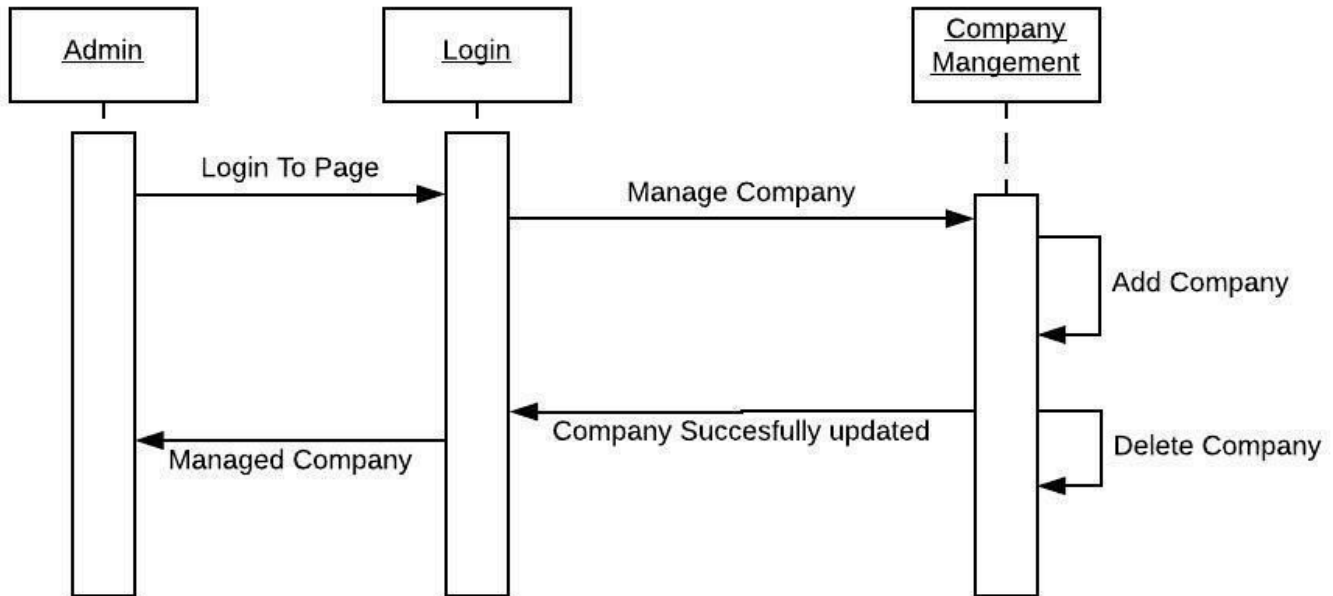 Admin
Login
Company
Mangement
Login To Page
Manage Company
Add Company
Company Succesfully updated
Managed Company
Delete Company